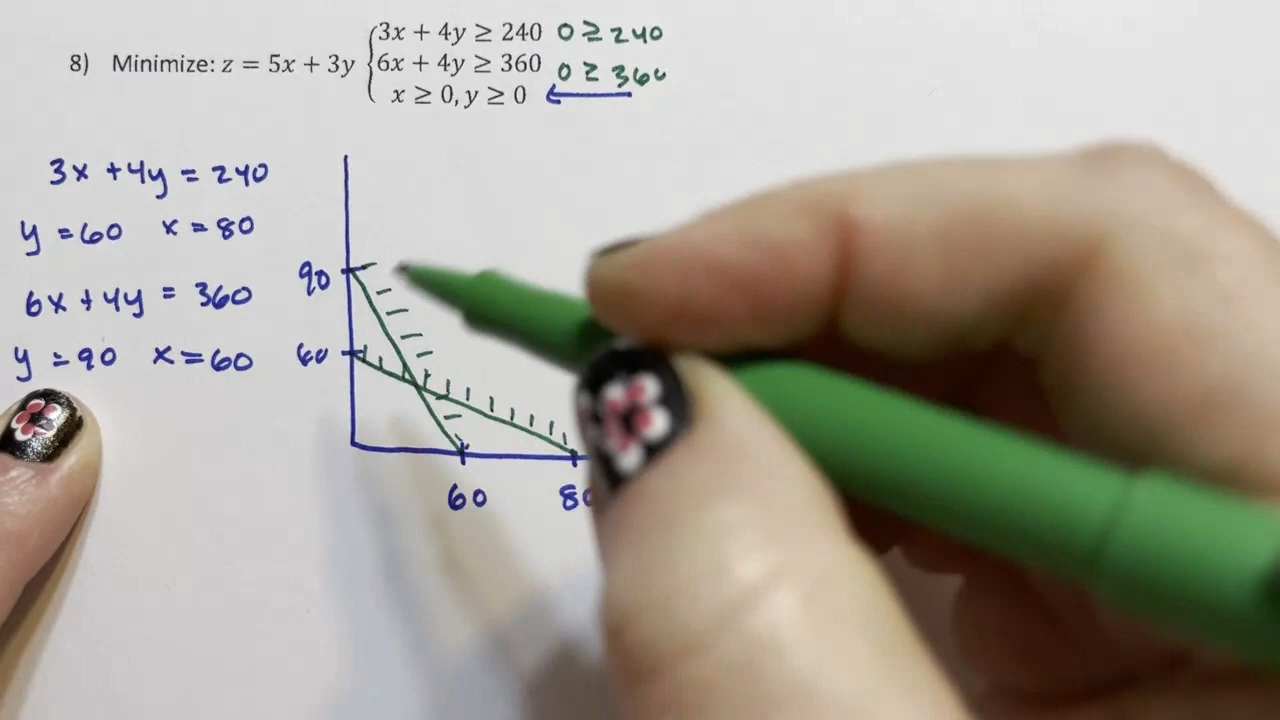 8) Minimize: z = 5x + 3y
3x + 4y ≥ 240 0 ≥ 240
6x + 4y ≥ 360 0 ≥ 360
x ≥ 0, y ≥ 0
3x + 4y = 240
y = 60 x = 80
6x + 4y = 360
y = 90 x = 60
90
60
60 80